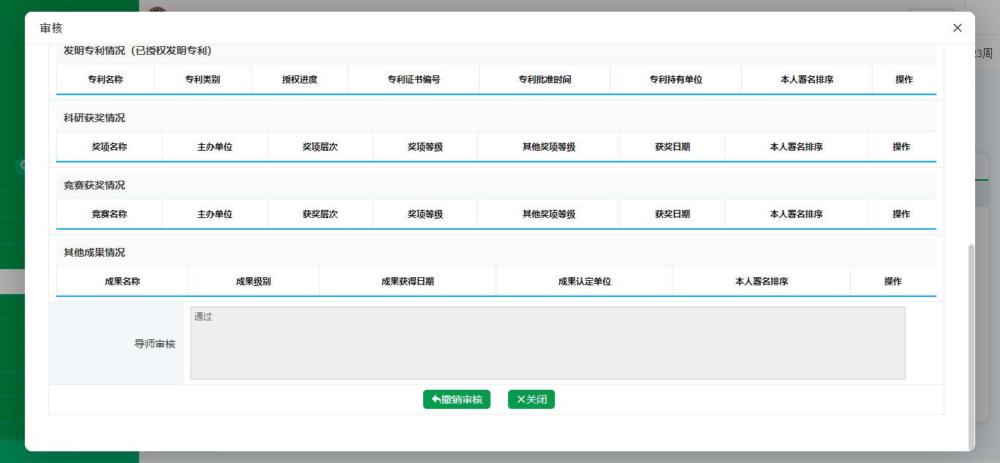 审核
发明专利情况（已授权发明专利）
专利名称 专利类别 授权进度 专利证书编号 专利批准时间 专利持有单位 本人署名排序 操作
科研获奖情况
奖项名称 主办单位 奖项层次 奖项等级 其他奖项等级 获奖日期 本人署名排序 操作
竞赛获奖情况
竞赛名称 主办单位 获奖层次 奖项等级 其他奖项等级 获奖日期 本人署名排序 操作
其他成果情况
成果名称 成果级别 成果获得日期 成果认定单位 本人署名排序 操作
导师审核
通过
撤销审核 关闭
23周